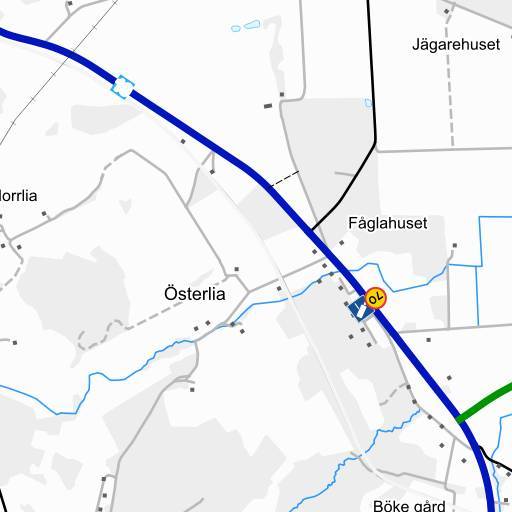 Jägarehuset
Norrlia
Fåglahuset
Österlia
70
Böke gård